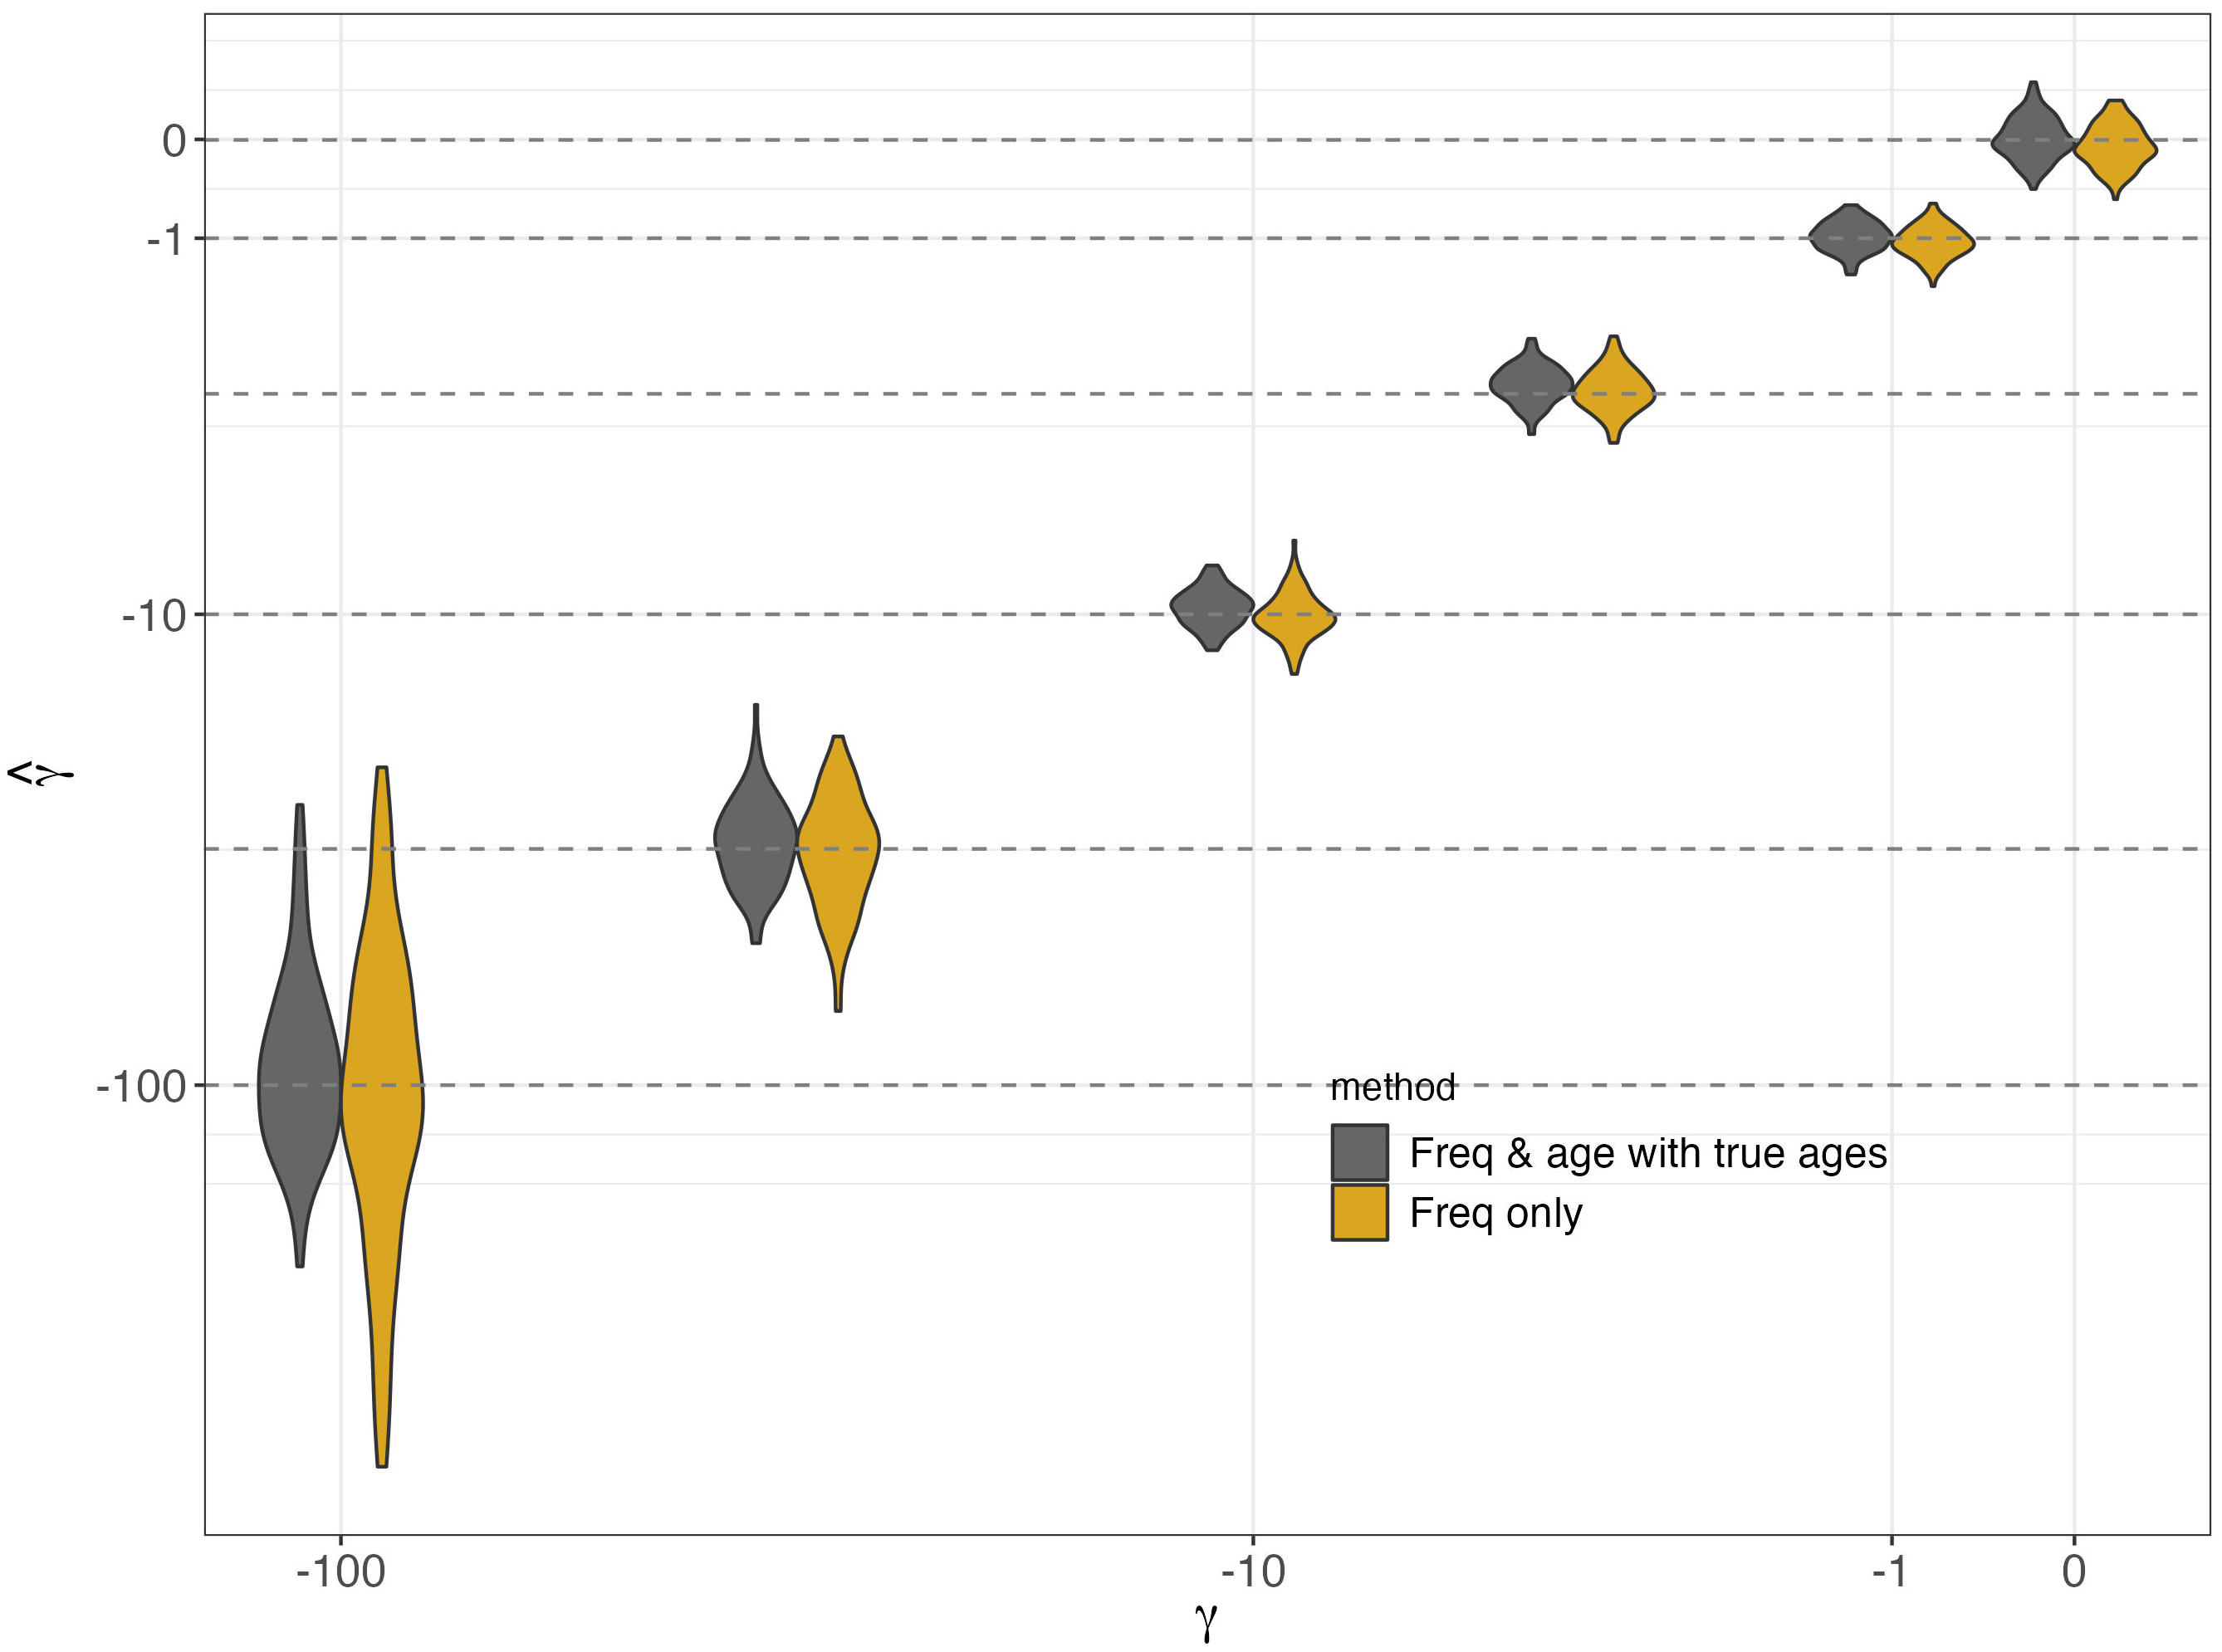 0
-1
-10
-100
γ̂
method
Freq & age with true ages
Freq only
-100 -10 -1 0
γ